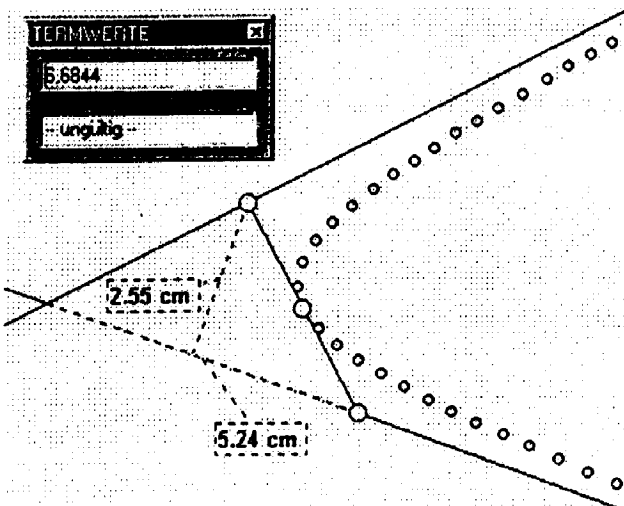 TERMWERTE
6,6844
-- ungültig --
2.55 cm
5.24 cm